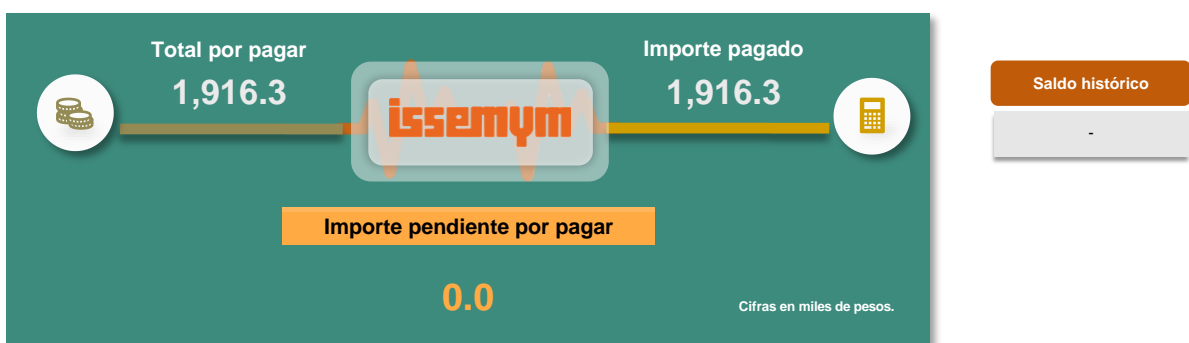 Total por pagar
1,916.3
issemym
Importe pagado
1,916.3
Importe pendiente por pagar
0.0
Cifras en miles de pesos.
Saldo histórico
-